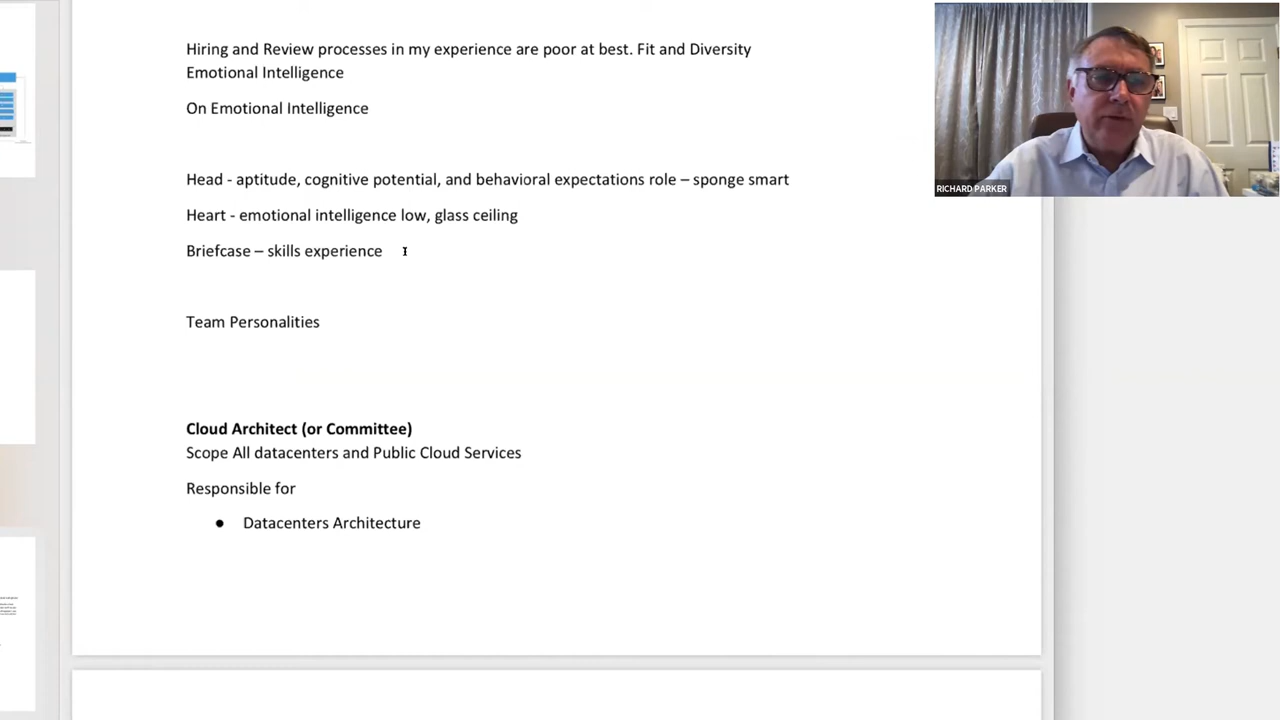 Hiring and Review processes in my experience are poor at best. Fit and Diversity
Emotional Intelligence
On Emotional Intelligence
Head - aptitude, cognitive potential, and behavioral expectations role – sponge smart
Heart - emotional intelligence low, glass ceiling
Briefcase – skills experience
Team Personalities
Cloud Architect (or Committee)
Scope All datacenters and Public Cloud Services
Responsible for
● Datacenters Architecture
RICHARD PARKER